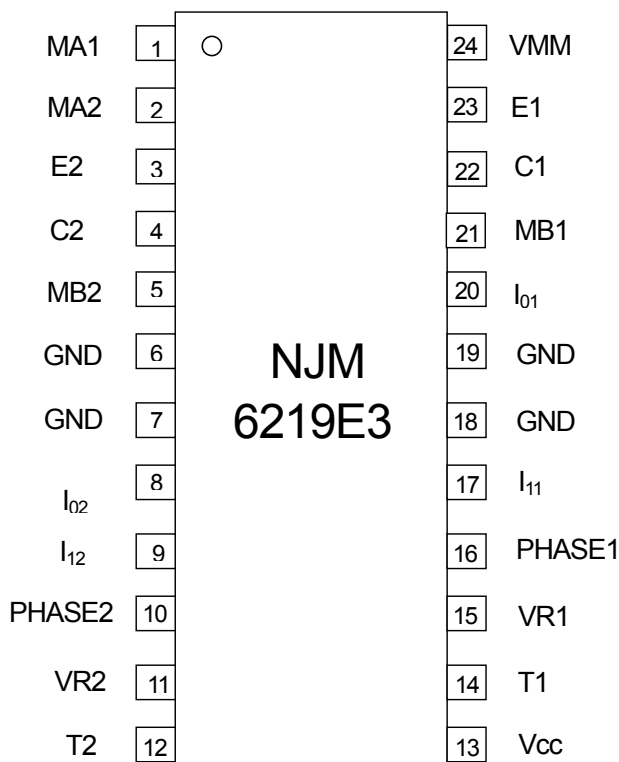 MA1 1 24 VMM
MA2 2 23 E1
E2 3 22 C1
C2 4 21 MB1
MB2 5 20 I₀₁
GND 6 19 GND
NJM
GND 7 18 GND
6219E3
I₀₂ 8 17 I₁₁
I₁₂ 9 16 PHASE1
PHASE2 10 15 VR1
VR2 11 14 T1
T2 12 13 Vcc